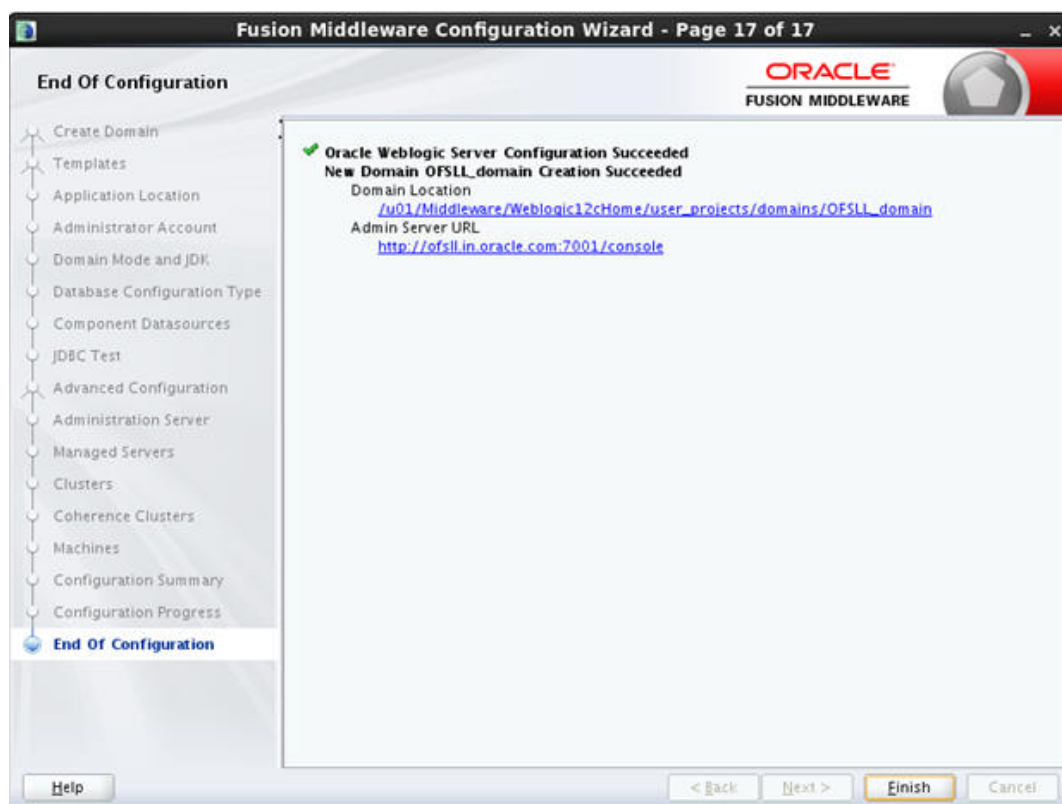 Fusion Middleware Configuration Wizard - Page 17 of 17
End Of Configuration
ORACLE
FUSION MIDDLEWARE
Create Domain
Templates
Application Location
Administrator Account
Domain Mode and JDK
Database Configuration Type
Component Datasources
JDBC Test
Advanced Configuration
Administration Server
Managed Servers
Clusters
Coherence Clusters
Machines
Configuration Summary
Configuration Progress
End Of Configuration
Oracle Weblogic Server Configuration Succeeded
New Domain OFSLL_domain Creation Succeeded
Domain Location
/u01/Middleware/Weblogic12cHome/user_projects/domains/OFSLL_domain
Admin Server URL
http://ofsll.in.oracle.com:7001/console
Help
< Back
Next >
Finish
Cancel